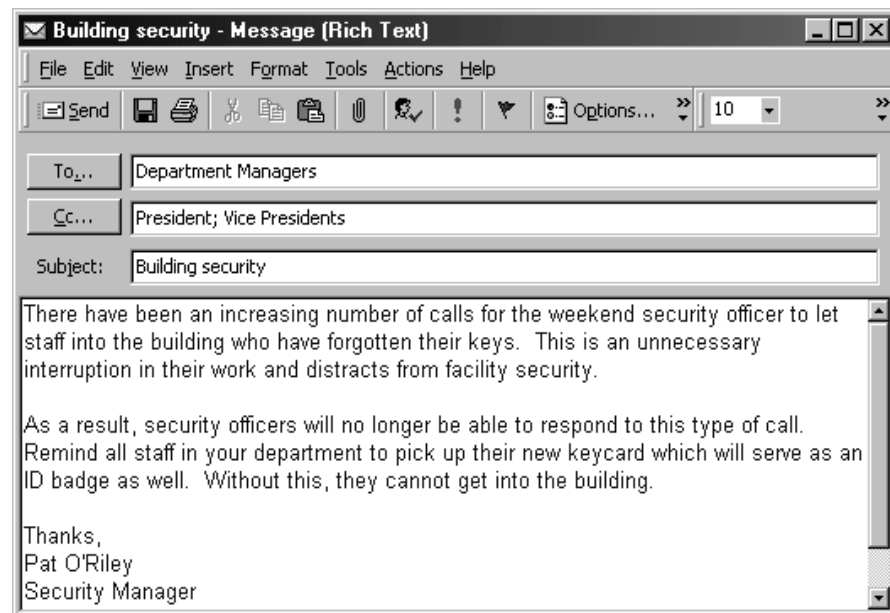 Building security - Message (Rich Text)
File Edit View Insert Format Tools Actions Help
Send Options... 10
To... Department Managers
Cc... President; Vice Presidents
Subject: Building security
There have been an increasing number of calls for the weekend security officer to let
staff into the building who have forgotten their keys. This is an unnecessary
interruption in their work and distracts from facility security.
As a result, security officers will no longer be able to respond to this type of call.
Remind all staff in your department to pick up their new keycard which will serve as an
ID badge as well. Without this, they cannot get into the building.
Thanks,
Pat O'Riley
Security Manager